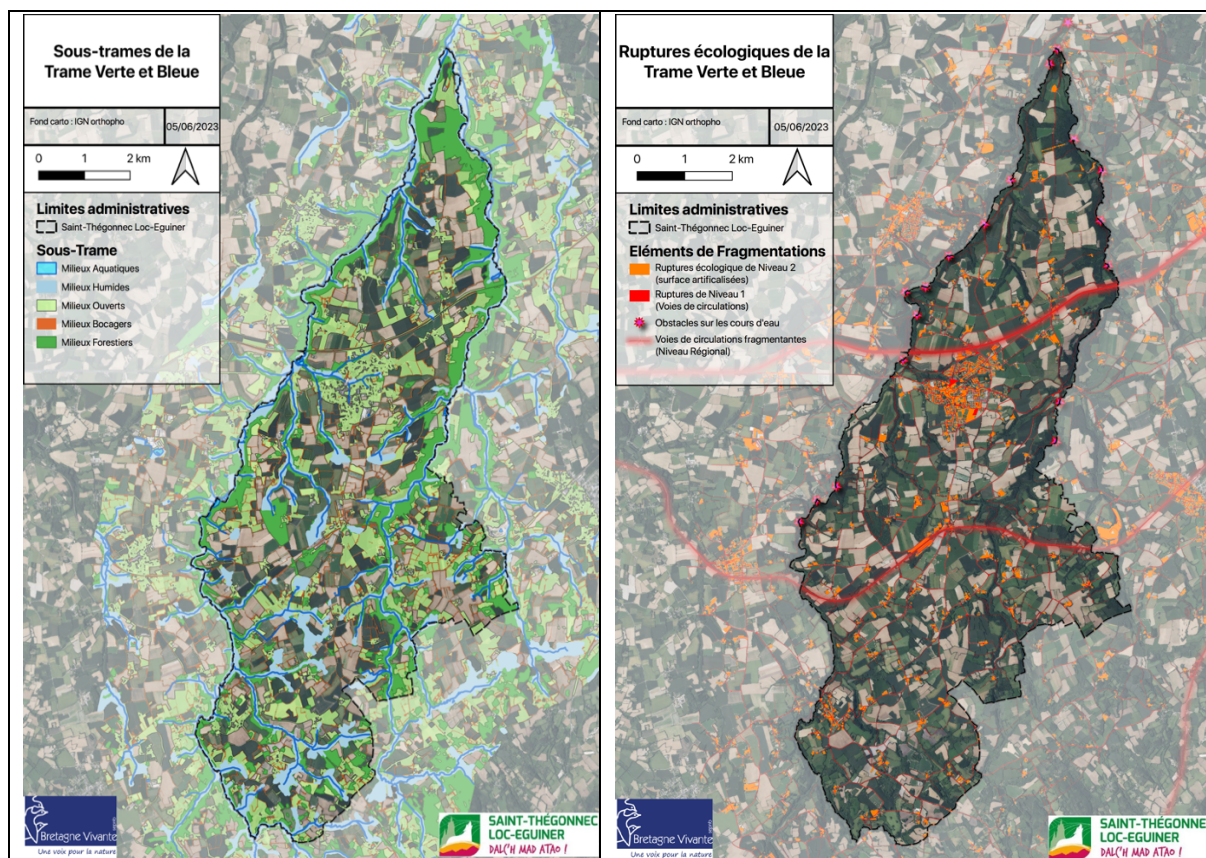 Sous-trames de la
Trame Verte et Bleue
Fond carto : IGN orthopho
05/06/2023
0 1 2 km
Limites administratives
Saint-Thégonnec Loc-Eguiner
Sous-Trame
Milieux Aquatiques
Milieux Humides
Milieux Ouverts
Milieux Bocagers
Milieux Forestiers
Bretagne Vivante
Une voix pour la nature
SAINT-THÉGONNEC
LOC-EGUINER
DALC'H MAD ATAO !
Ruptures écologiques de la
Trame Verte et Bleue
Fond carto : IGN orthopho
05/06/2023
0 1 2 km
Limites administratives
Saint-Thégonnec Loc-Eguiner
Eléments de Fragmentations
Ruptures écologique de Niveau 2
(surface artificalisées)
Ruptures de Niveau 1
(Voies de circulations)
Obstacles sur les cours d'eau
Voies de circulations fragmentantes
(Niveau Régional)
Bretagne Vivante
Une voix pour la nature
SAINT-THÉGONNEC
LOC-EGUINER
DALC'H MAD ATAO !